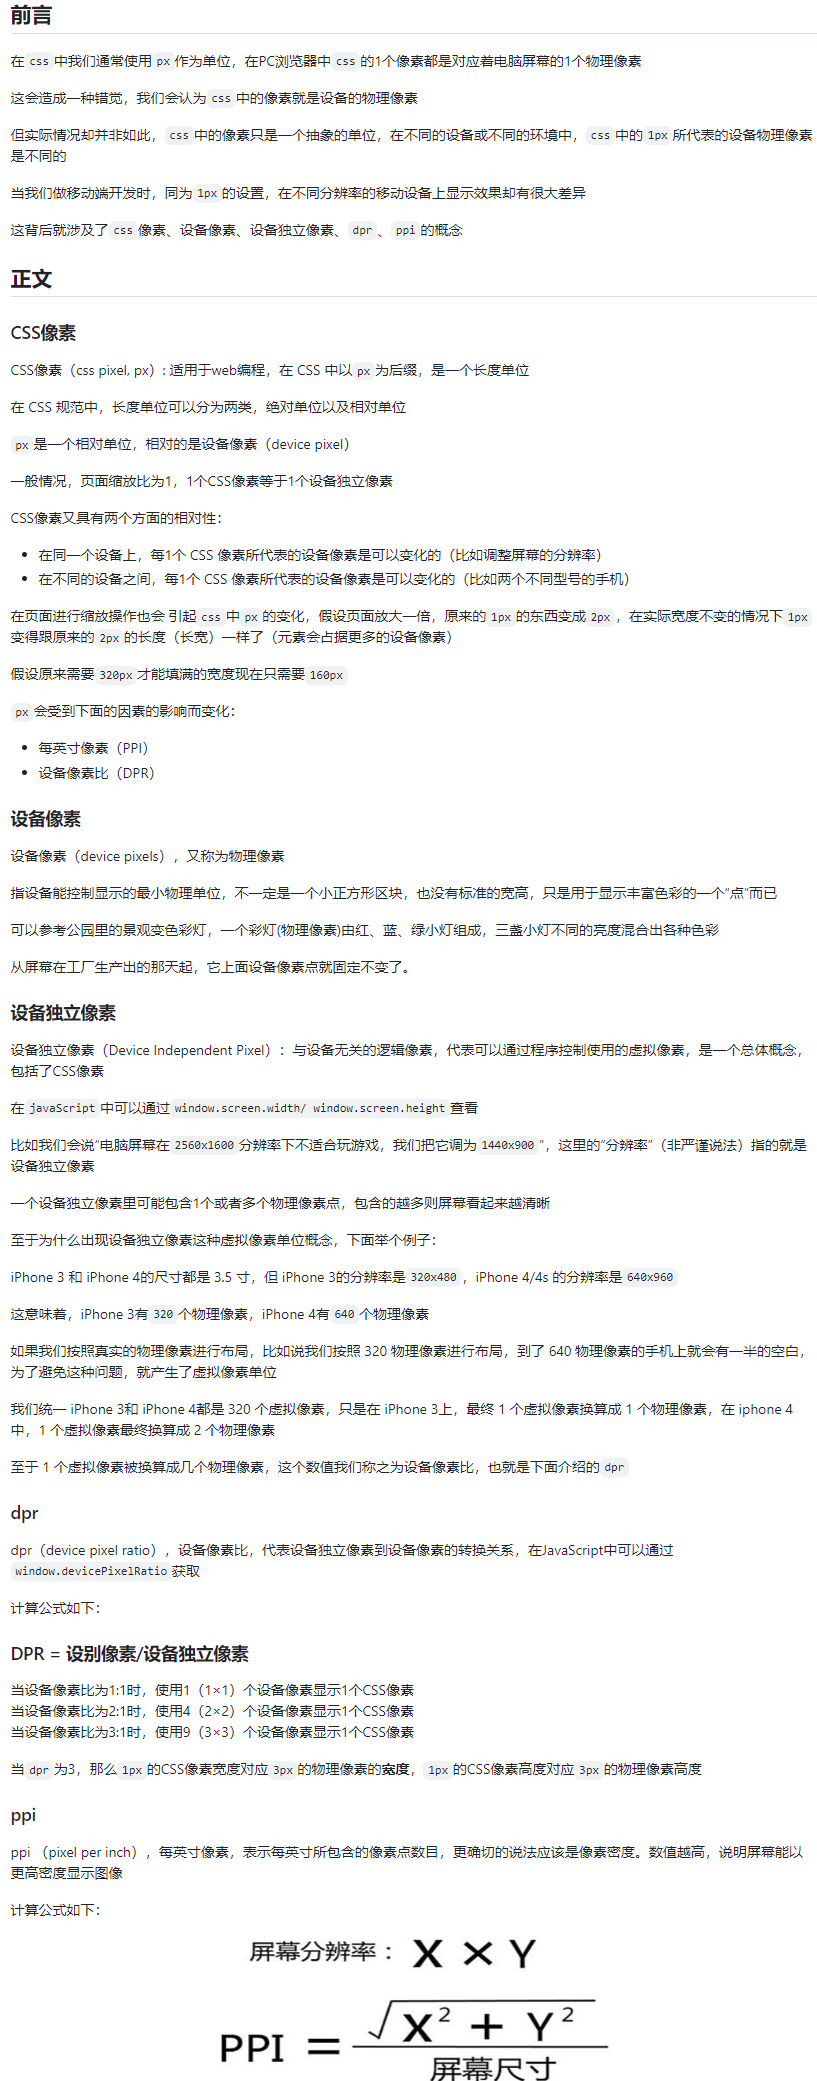 前言
在 css 中我们通常使用 px 作为单位，在PC浏览器中 css 的1个像素都是对应着电脑屏幕的1个物理像素
这会造成一种错觉，我们会认为 css 中的像素就是设备的物理像素
但实际情况却并非如此， css 中的像素只是一个抽象的单位，在不同的设备或不同的环境中， css 中的 1px 所代表的设备物理像素
是不同的
当我们做移动端开发时，同为 1px 的设置，在不同分辨率的移动设备上显示效果却有很大差异
这背后就涉及了 css 像素、设备像素、设备独立像素、 dpr 、 ppi 的概念
正文
CSS像素
CSS像素（css pixel, px）: 适用于web编程，在 CSS 中以 px 为后缀，是一个长度单位
在 CSS 规范中，长度单位可以分为两类，绝对单位以及相对单位
px 是一个相对单位，相对的是设备像素（device pixel）
一般情况，页面缩放比为1，1个CSS像素等于1个设备独立像素
CSS像素又具有两个方面的相对性：
• 在同一个设备上，每1个 CSS 像素所代表的设备像素是可以变化的（比如调整屏幕的分辨率）
• 在不同的设备之间，每1个 CSS 像素所代表的设备像素是可以变化的（比如两个不同型号的手机）
在页面进行缩放操作也会 引起 css 中 px 的变化，假设页面放大一倍，原来的 1px 的东西变成 2px ，在实际宽度不变的情况下 1px
变得跟原来的 2px 的长度（长宽）一样了（元素会占据更多的设备像素）
假设原来需要 320px 才能填满的宽度现在只需要 160px
px 会受到下面的因素的影响而变化：
• 每英寸像素（PPI）
• 设备像素比（DPR）
设备像素
设备像素（device pixels），又称为物理像素
指设备能控制显示的最小物理单位，不一定是一个小正方形区块，也没有标准的宽高，只是用于显示丰富色彩的一个“点”而已
可以参考公园里的景观变色彩灯，一个彩灯(物理像素)由红、蓝、绿小灯组成，三盏小灯不同的亮度混合出各种色彩
从屏幕在工厂生产出的那天起，它上面设备像素点就固定不变了。
设备独立像素
设备独立像素（Device Independent Pixel）：与设备无关的逻辑像素，代表可以通过程序控制使用的虚拟像素，是一个总体概念，
包括了CSS像素
在 javaScript 中可以通过 window.screen.width/ window.screen.height 查看
比如我们会说“电脑屏幕在 2560x1600 分辨率下不适合玩游戏，我们把它调为 1440x900 ”，这里的“分辨率”（非严谨说法）指的就是
设备独立像素
一个设备独立像素里可能包含1个或者多个物理像素点，包含的越多则屏幕看起来越清晰
至于为什么出现设备独立像素这种虚拟像素单位概念，下面举个例子：
iPhone 3 和 iPhone 4的尺寸都是 3.5 寸，但 iPhone 3的分辨率是 320x480 ，iPhone 4/4s 的分辨率是 640x960
这意味着，iPhone 3有 320 个物理像素，iPhone 4有 640 个物理像素
如果我们按照真实的物理像素进行布局，比如说我们按照 320 物理像素进行布局，到了 640 物理像素的手机上就会有一半的空白，
为了避免这种问题，就产生了虚拟像素单位
我们统一 iPhone 3和 iPhone 4都是 320 个虚拟像素，只是在 iPhone 3上，最终 1 个虚拟像素换算成 1 个物理像素，在 iphone 4
中，1 个虚拟像素最终换算成 2 个物理像素
至于 1 个虚拟像素被换算成几个物理像素，这个数值我们称之为设备像素比，也就是下面介绍的 dpr
dpr
dpr（device pixel ratio），设备像素比，代表设备独立像素到设备像素的转换关系，在JavaScript中可以通过
window.devicePixelRatio 获取
计算公式如下：
DPR = 设别像素/设备独立像素
当设备像素比为1:1时，使用1（1×1）个设备像素显示1个CSS像素
当设备像素比为2:1时，使用4（2×2）个设备像素显示1个CSS像素
当设备像素比为3:1时，使用9（3×3）个设备像素显示1个CSS像素
当 dpr 为3，那么 1px 的CSS像素宽度对应 3px 的物理像素的宽度， 1px 的CSS像素高度对应 3px 的物理像素高度
ppi
ppi （pixel per inch），每英寸像素，表示每英寸所包含的像素点数目，更确切的说法应该是像素密度。数值越高，说明屏幕能以
更高密度显示图像
计算公式如下：
屏幕分辨率： X × Y
PPI = √X² + Y²
屏幕尺寸